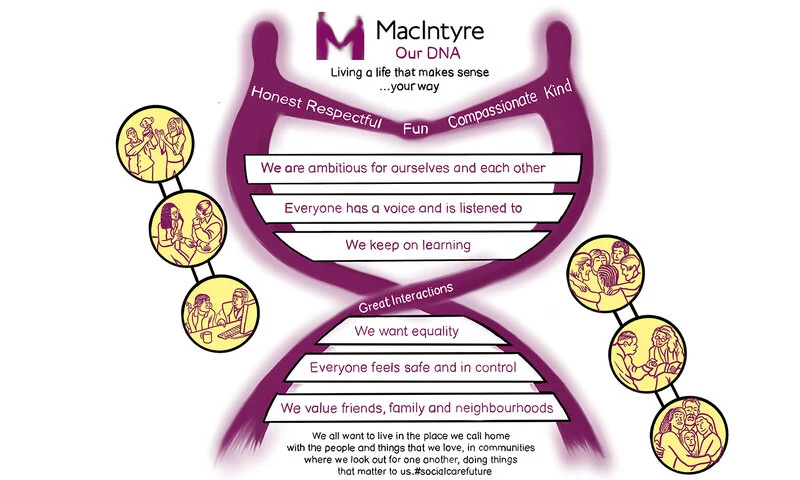 MacIntyre
Our DNA
Living a life that makes sense
...your way
Honest Respectful Fun Compassionate Kind
We are ambitious for ourselves and each other
Everyone has a voice and is listened to
We keep on learning
Great Interactions
We want equality
Everyone feels safe and in control
We value friends, family and neighbourhoods
We all want to live in the place we call home
with the people and things that we love, in communities
where we look out for one another, doing things
that matter to us.#socialcarefuture